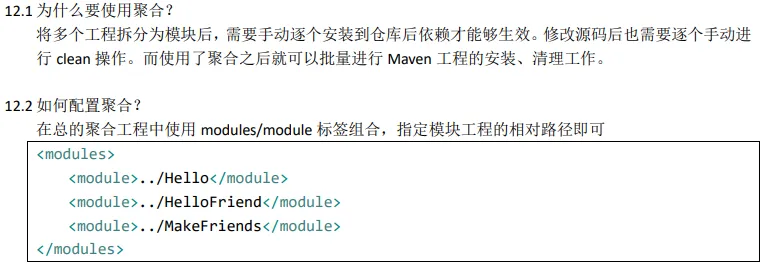 12.1 为什么要使用聚合？
将多个工程拆分为模块后，需要手动逐个安装到仓库后依赖才能够生效。修改源码后也需要逐个手动进
行 clean 操作。而使用了聚合之后就可以批量进行 Maven 工程的安装、清理工作。
12.2 如何配置聚合？
在总的聚合工程中使用 modules/module 标签组合，指定模块工程的相对路径即可
<modules>
<module>../Hello</module>
<module>../HelloFriend</module>
<module>../MakeFriends</module>
</modules>